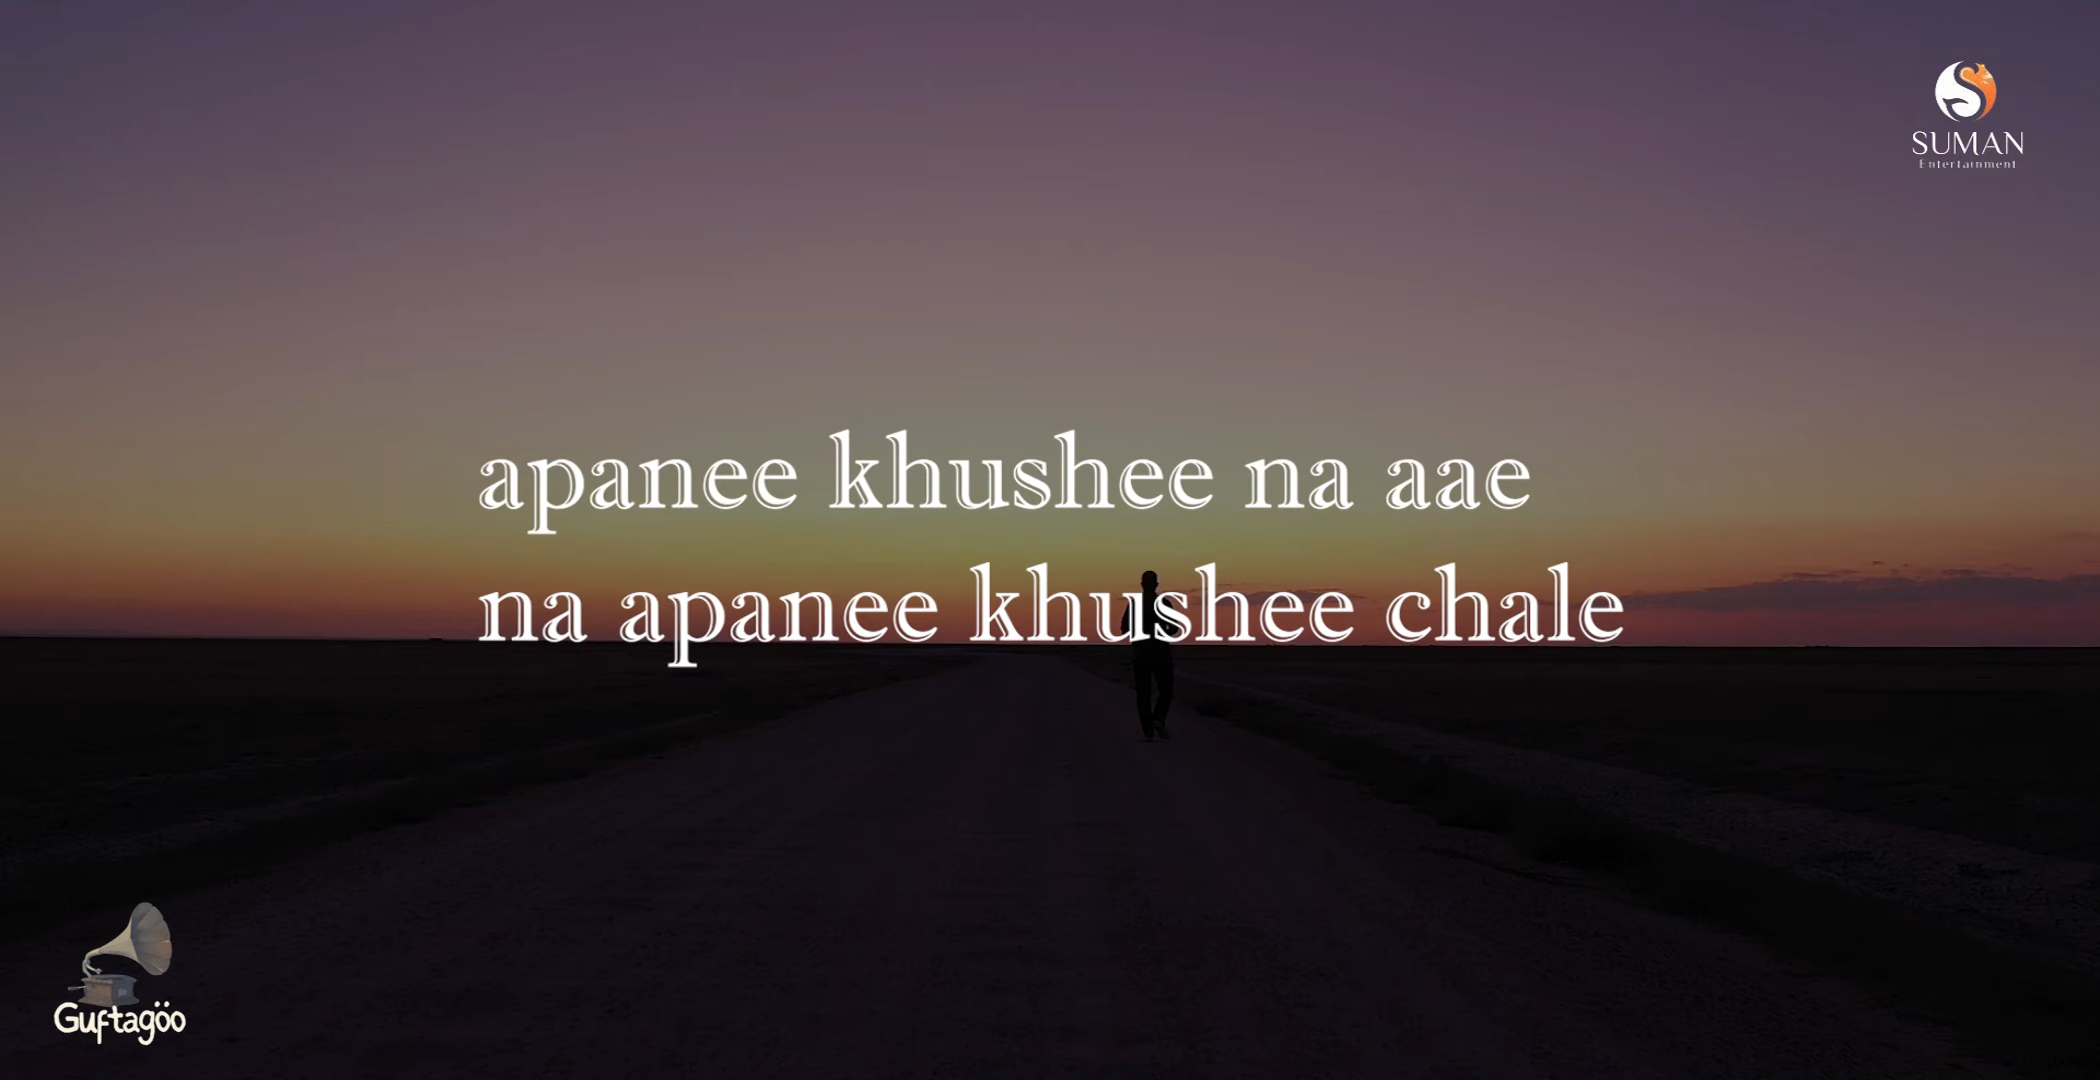 SUMAN
Entertainment
apanee khushee na aae
na apanee khushee chale
Guftagöo